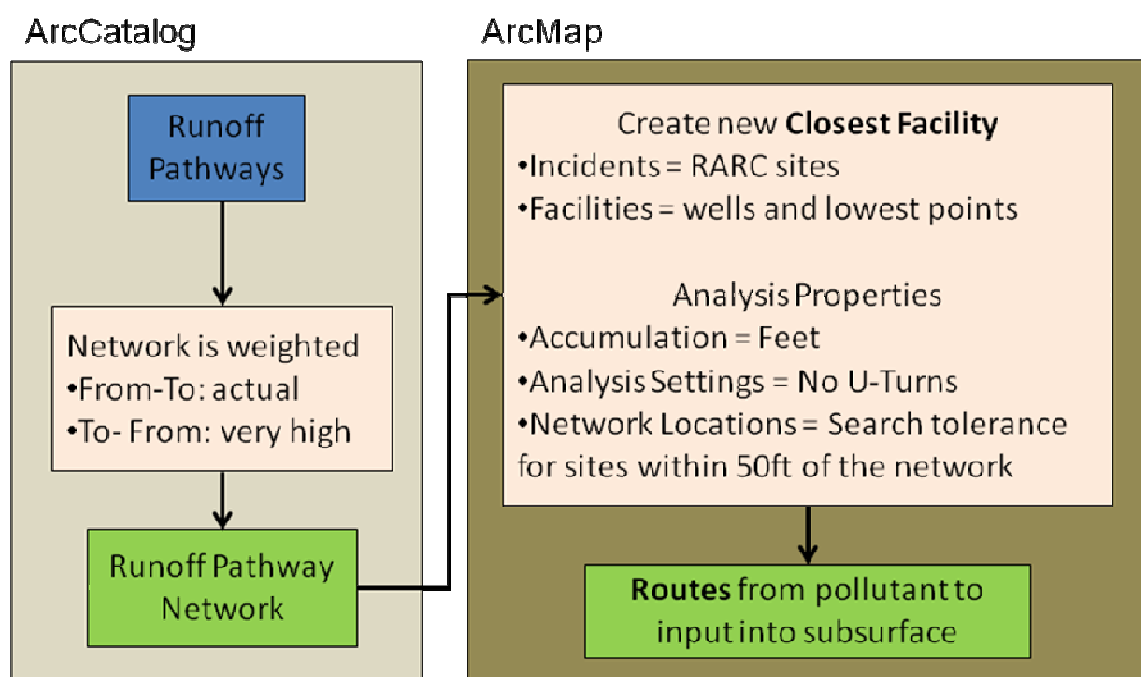 ArcCatalog
Runoff
Pathways
Network is weighted
•From-To: actual
•To- From: very high
Runoff Pathway
Network
ArcMap
Create new Closest Facility
•Incidents = RARC sites
•Facilities = wells and lowest points
Analysis Properties
•Accumulation = Feet
•Analysis Settings = No U-Turns
•Network Locations = Search tolerance
for sites within 50ft of the network
Routes from pollutant to
input into subsurface